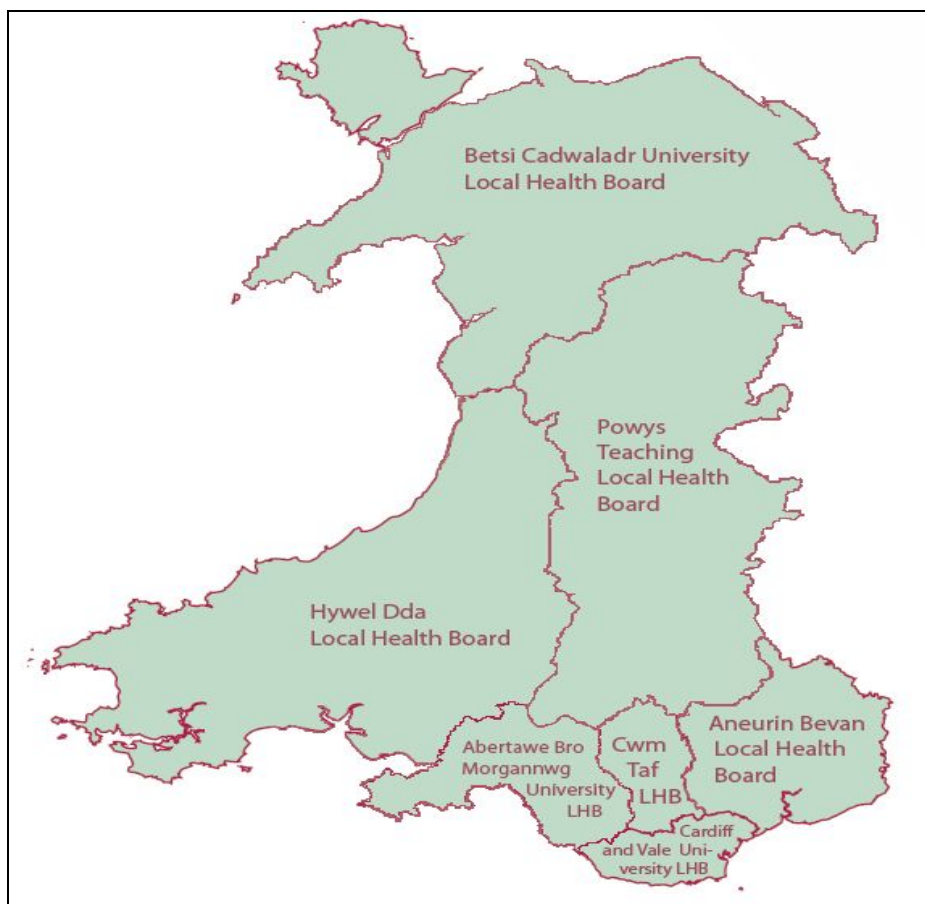 Betsi Cadwaladr University
Local Health Board
Powys
Teaching
Local Health
Board
Hywel Dda
Local Health Board
Abertawe Bro
Morgannwg
University
LHB
Cwm
Taf
LHB
Aneurin Bevan
Local Health
Board
Cardiff
and Vale Uni-
versity LHB